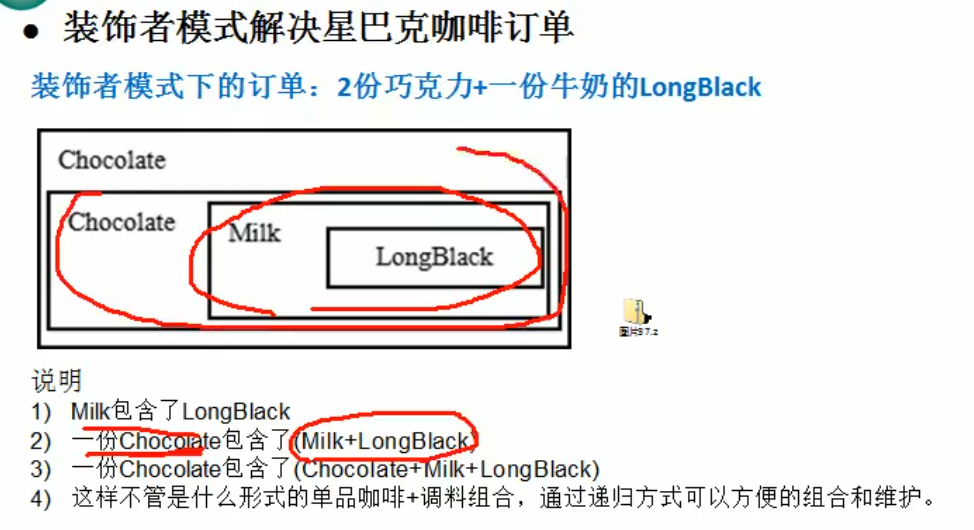 ● 装饰者模式解决星巴克咖啡订单
装饰者模式下的订单：2份巧克力+一份牛奶的LongBlack
Chocolate
Chocolate
Milk
LongBlack
说明
1) Milk包含了LongBlack
2) 一份Chocolate包含了(Milk+LongBlack)
3) 一份Chocolate包含了(Chocolate+Milk+LongBlack)
4) 这样不管是什么形式的单品咖啡+调料组合，通过递归方式可以方便的组合和维护。